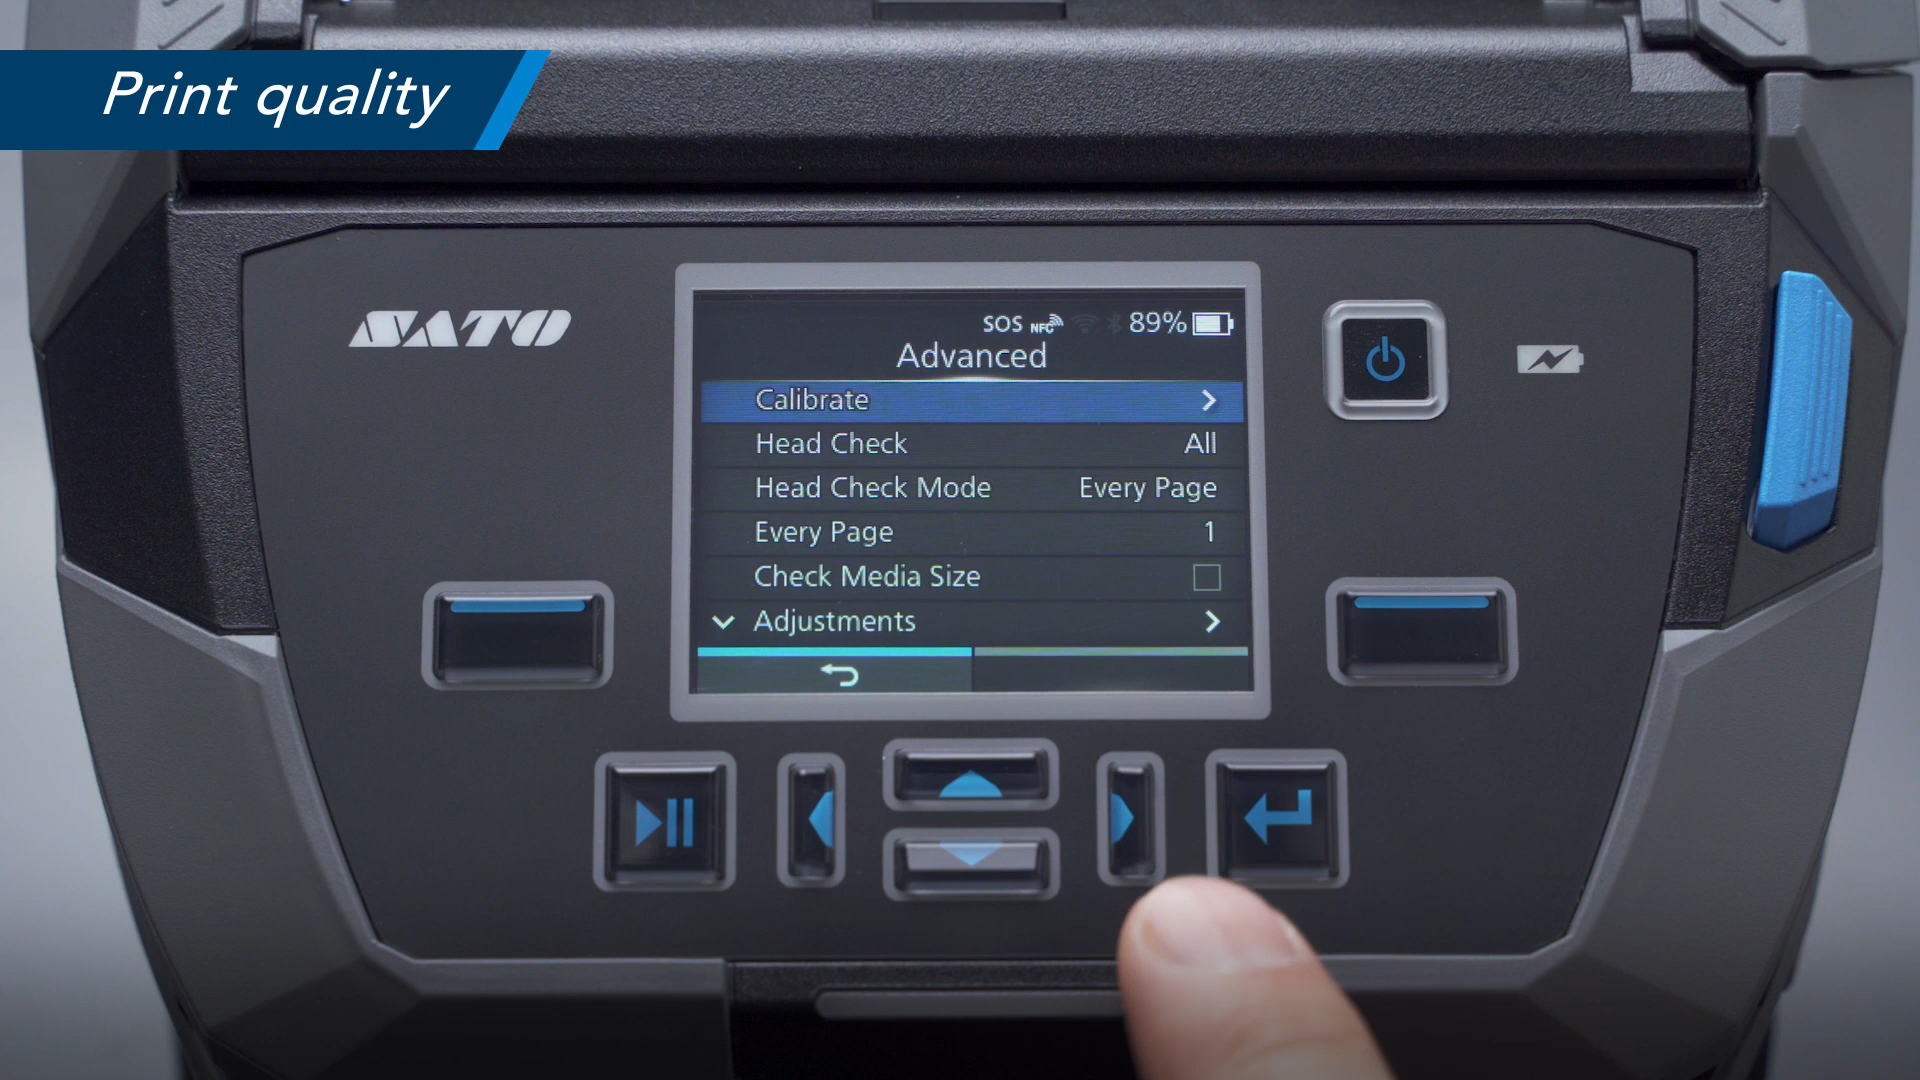 Print quality
SATO
SOS NFC 89%
Advanced
Calibrate
Head Check All
Head Check Mode Every Page
Every Page 1
Check Media Size
Adjustments